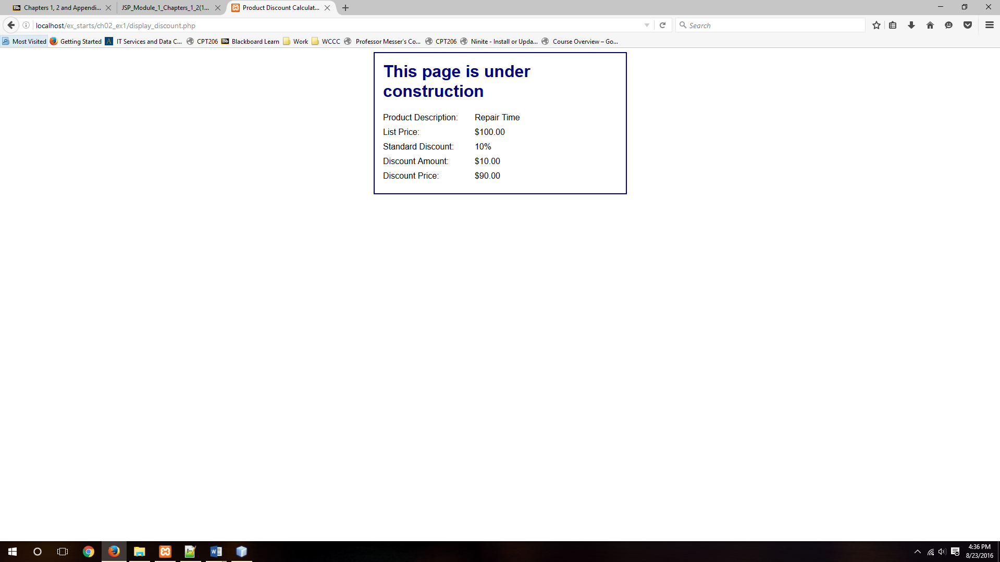 Bb Chapters 1, 2 and Appendi...
JSP_Module_1_Chapters_1_2(1...
Product Discount Calculat...
localhost/ex_starts/ch02_ex1/display_discount.php
Search
Most Visited Getting Started A IT Services and Data C... CPT206 Bb Blackboard Learn Work WCCC Professor Messer's Co... CPT206 Ninite - Install or Upda... Course Overview – Go...
This page is under
construction
Product Description: Repair Time
List Price: $100.00
Standard Discount: 10%
Discount Amount: $10.00
Discount Price: $90.00
4:36 PM
8/23/2016